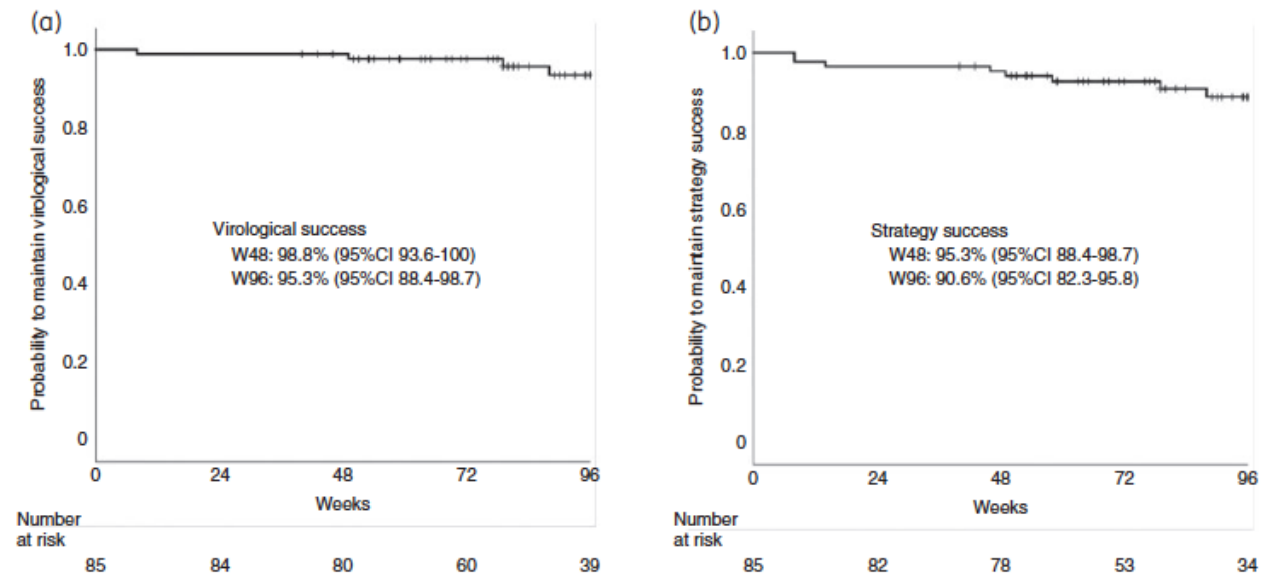 (a)
Probability to maintain virological success
1.0
0.8
0.6
0.4
0.2
0
Virological success
W48: 98.8% (95%CI 93.6-100)
W96: 95.3% (95%CI 88.4-98.7)
0 24 48 72 96
Weeks
Number
at risk
85 84 80 60 39
(b)
Probability to maintain strategy success
1.0
0.8
0.6
0.4
0.2
0
Strategy success
W48: 95.3% (95%CI 88.4-98.7)
W96: 90.6% (95%CI 82.3-95.8)
0 24 48 72 96
Weeks
Number
at risk
85 82 78 53 34